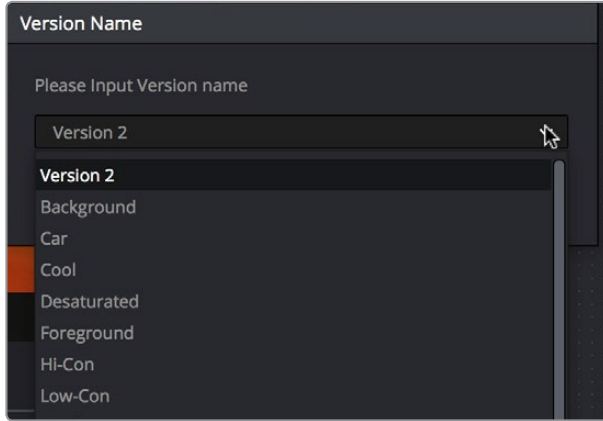 Version Name
Please Input Version name
Version 2
Version 2
Background
Car
Cool
Desaturated
Foreground
Hi-Con
Low-Con